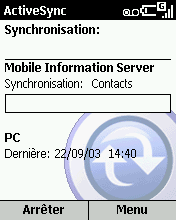 ActiveSync
Synchronisation:
Mobile Information Server
Synchronisation: Contacts
PC
Dernière: 22/09/03 14:40
Arrêter Menu